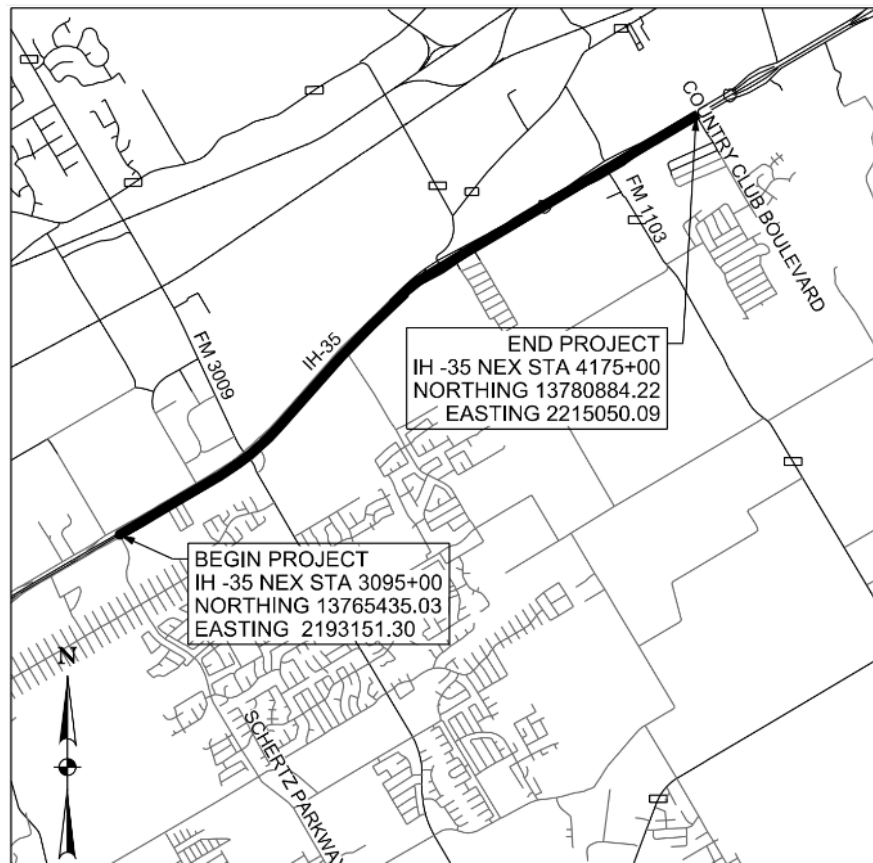 COUNTRY CLUB BOULEVARD
FM 1103
FM 3009
IH-35
END PROJECT
IH -35 NEX STA 4175+00
NORTHING 13780884.22
EASTING 2215050.09
BEGIN PROJECT
IH -35 NEX STA 3095+00
NORTHING 13765435.03
EASTING 2193151.30
N
SCHERTZ PARKWAY